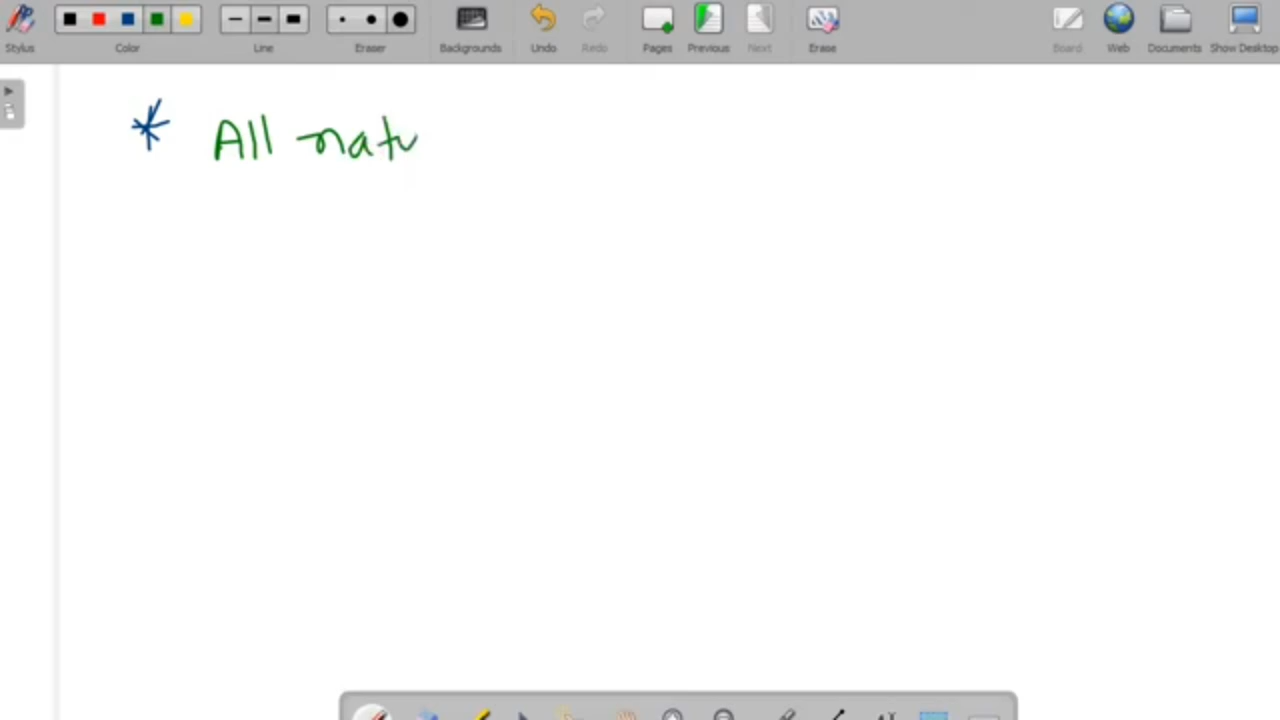 Stylus
Color
Line
Eraser
Backgrounds
Undo
Redo
Pages
Previous
Next
Erase
Board
Web
Documents
Show Desktop
* All natu